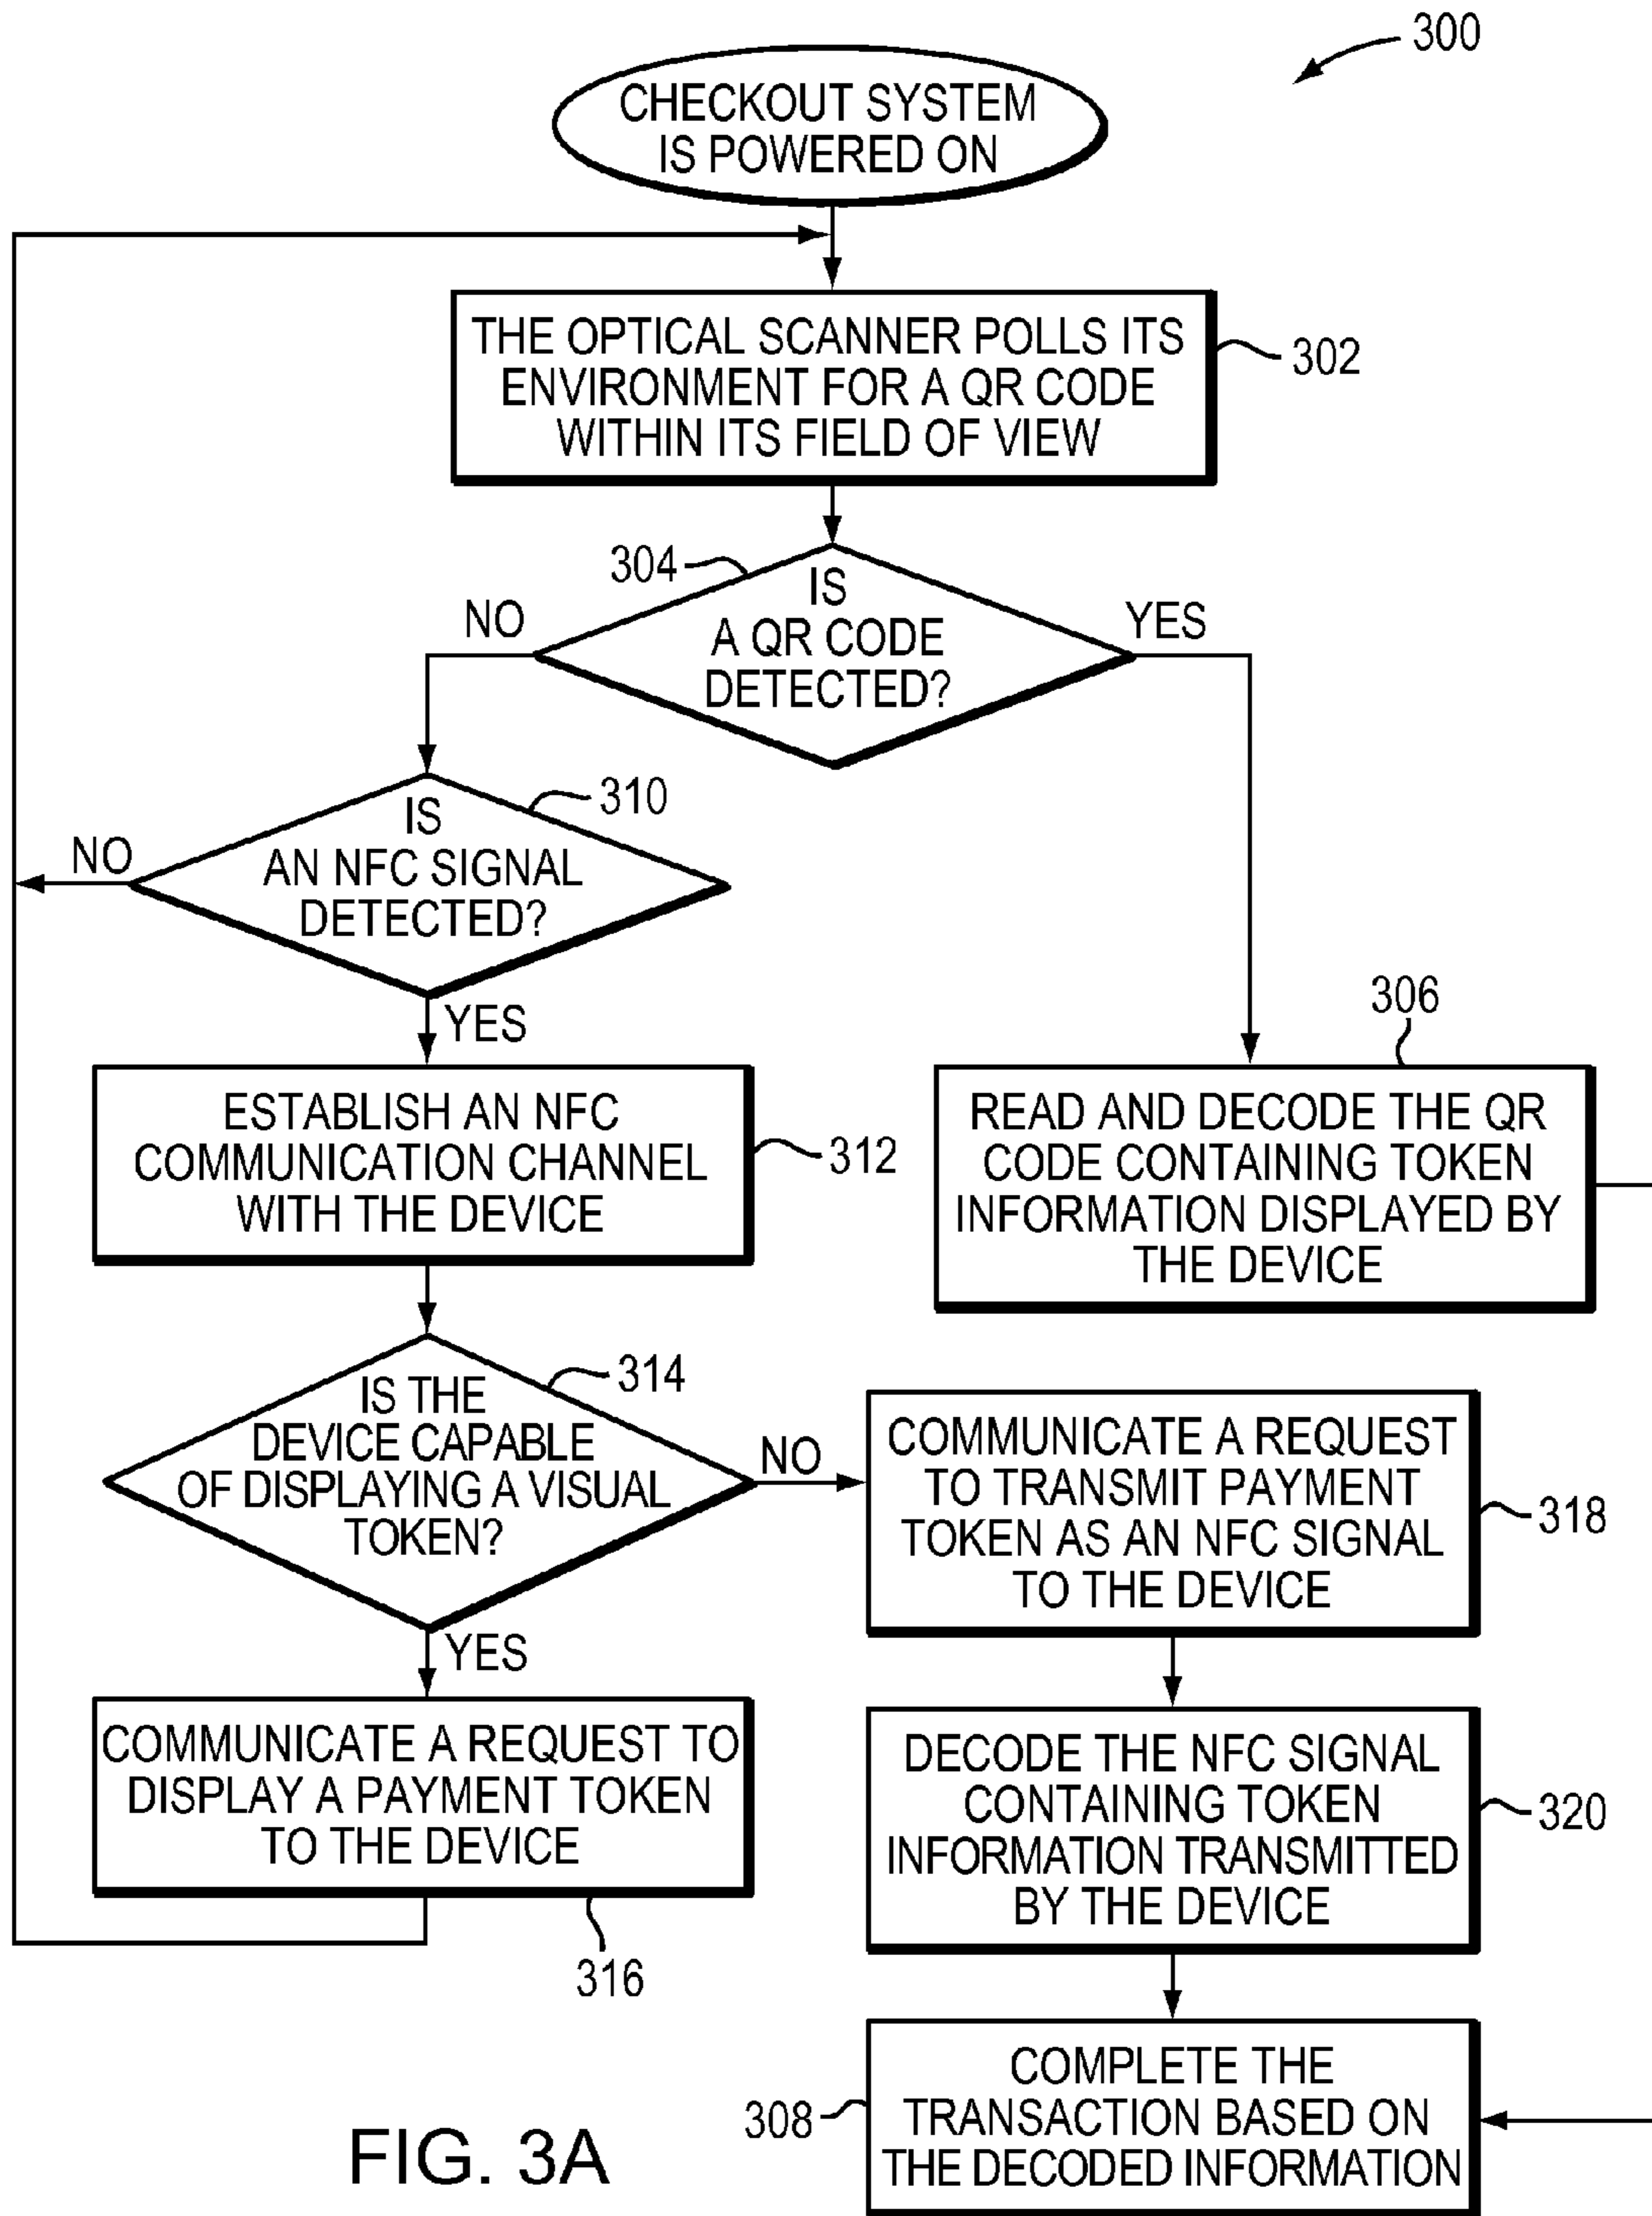 300
CHECKOUT SYSTEM
IS POWERED ON
THE OPTICAL SCANNER POLLS ITS
ENVIRONMENT FOR A QR CODE
WITHIN ITS FIELD OF VIEW
302
304
IS
A QR CODE
DETECTED?
NO
YES
310
IS
AN NFC SIGNAL
DETECTED?
NO
YES
306
READ AND DECODE THE QR
CODE CONTAINING TOKEN
INFORMATION DISPLAYED BY
THE DEVICE
ESTABLISH AN NFC
COMMUNICATION CHANNEL
WITH THE DEVICE
312
314
IS THE
DEVICE CAPABLE
OF DISPLAYING A VISUAL
TOKEN?
NO
YES
COMMUNICATE A REQUEST
TO TRANSMIT PAYMENT
TOKEN AS AN NFC SIGNAL
TO THE DEVICE
318
COMMUNICATE A REQUEST TO
DISPLAY A PAYMENT TOKEN
TO THE DEVICE
316
DECODE THE NFC SIGNAL
CONTAINING TOKEN
INFORMATION TRANSMITTED
BY THE DEVICE
320
COMPLETE THE
TRANSACTION BASED ON
THE DECODED INFORMATION
308
FIG. 3A